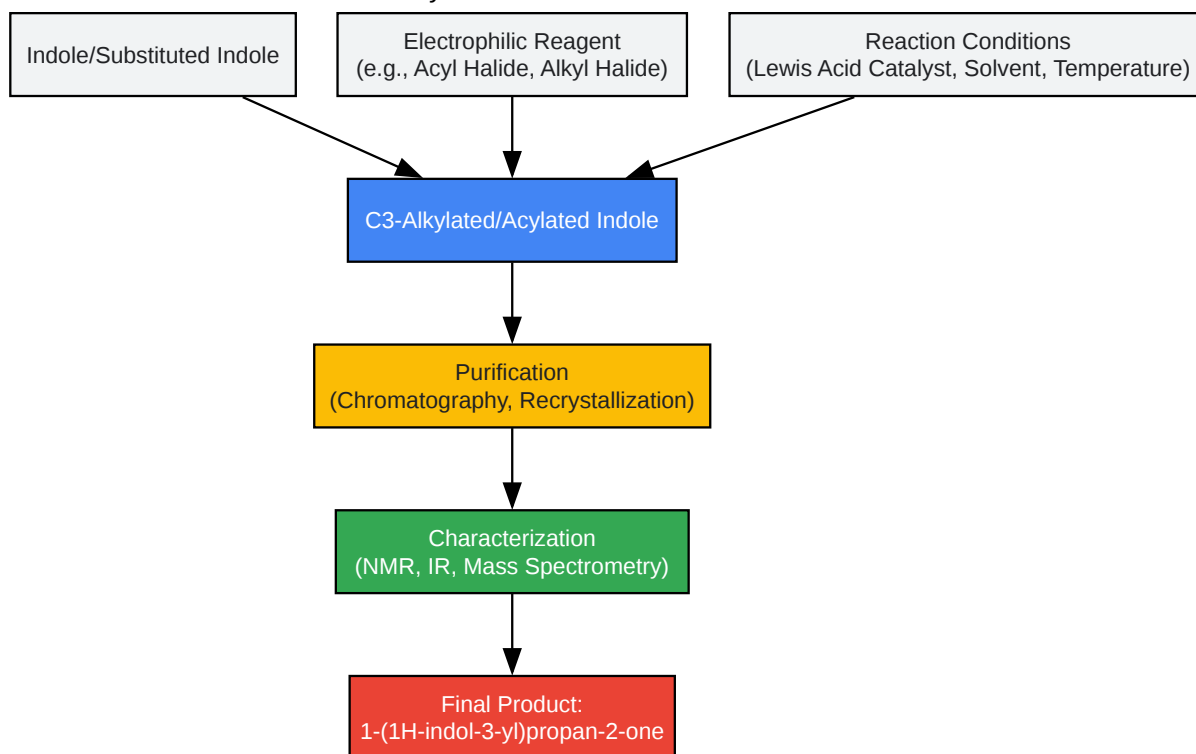 Indole/Substituted Indole
Electrophilic Reagent
(e.g., Acyl Halide, Alkyl Halide)
Reaction Conditions
(Lewis Acid Catalyst, Solvent, Temperature)
C3-Alkylated/Acylated Indole
Purification
(Chromatography, Recrystallization)
Characterization
(NMR, IR, Mass Spectrometry)
Final Product:
1-(1H-indol-3-yl)propan-2-one